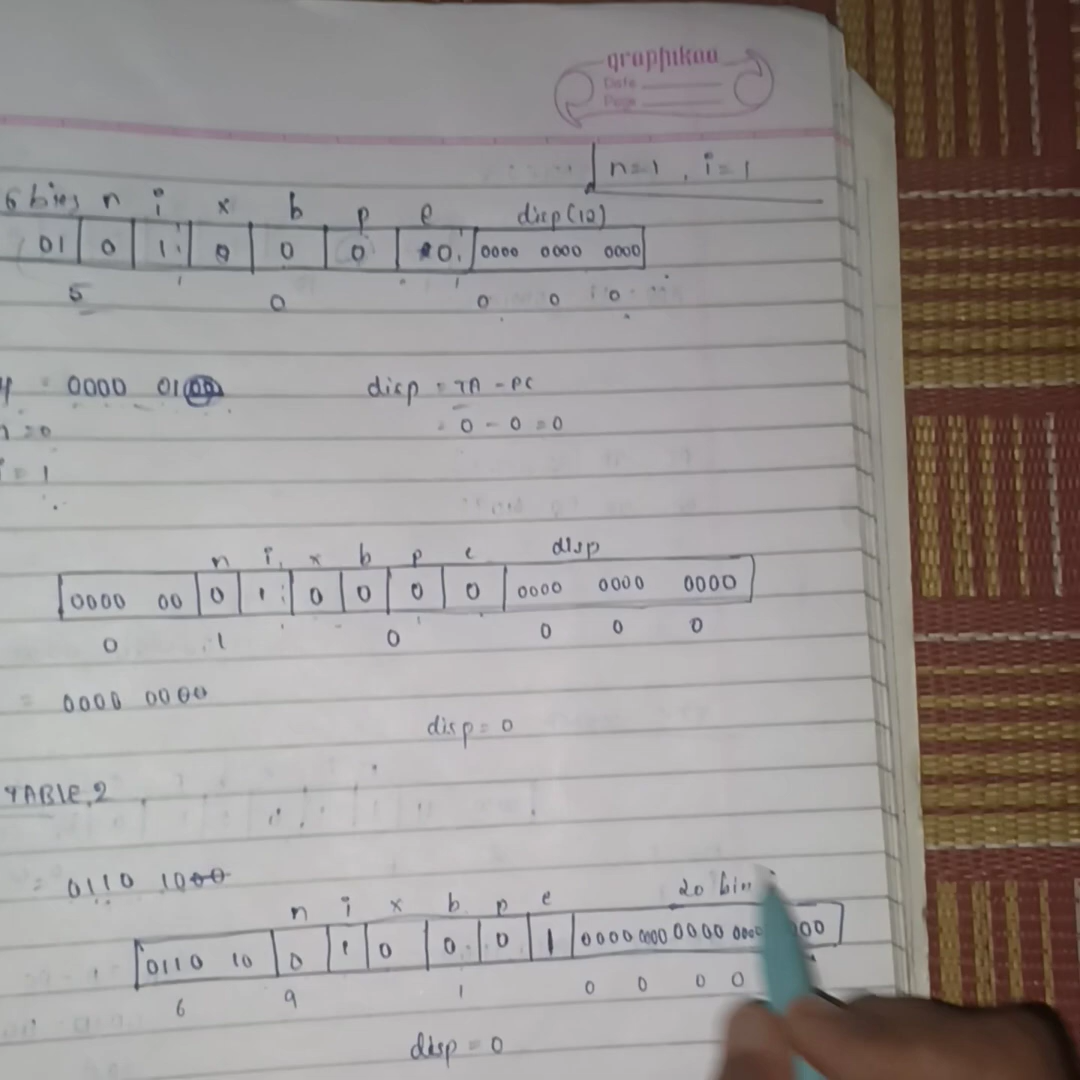 graphikaa
Date
Page
n=1, i=1
6 bits n i x b p e disp(12)
01 0 1 0 0 0 0 0000 0000 0000
5 0 0 0 0
= 0000 0100 disp = TA - PC
=0 = 0 - 0 = 0
= 1
n i x b p e disp
0000 00 0 1 0 0 0 0 0000 0000 0000
0 1 0 0 0 0
= 0000 0000
disp = 0
TABLE 2
= 0110 1000
n i x b p e 20 bin
0110 10 0 1 0 0 0 1 0000 0000 0000 0000
6 9 1 0 0 0 0
disp = 0